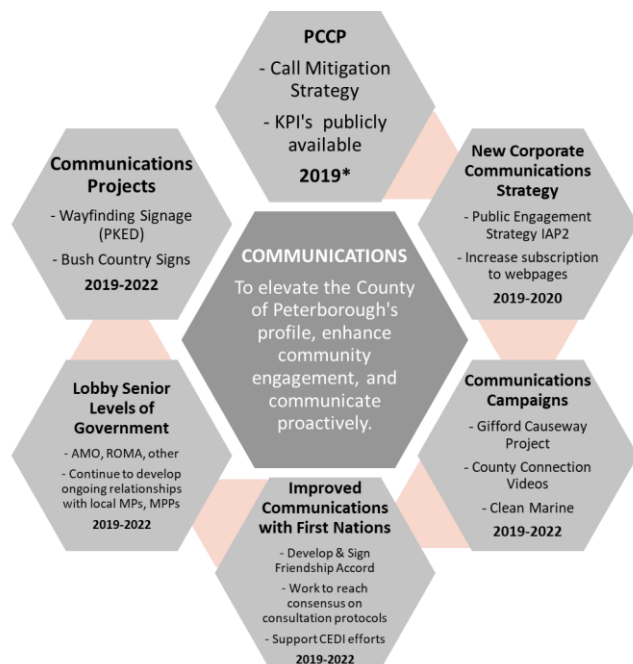 PCCP
- Call Mitigation
Strategy
- KPI's publicly
available
2019*
New Corporate
Communications
Strategy
- Public Engagement
Strategy IAP2
- Increase subscription
to webpages
2019-2020
Communications
Campaigns
- Gifford Causeway
Project
- County Connection
Videos
- Clean Marine
2019-2022
Improved
Communications
with First Nations
- Develop & Sign
Friendship Accord
- Work to reach
consensus on
consultation protocols
- Support CEDI efforts
2019-2022
Lobby Senior
Levels of
Government
- AMO, ROMA, other
- Continue to develop
ongoing relationships
with local MPs, MPPs
2019-2022
Communications
Projects
- Wayfinding Signage
(PKED)
- Bush Country Signs
2019-2022
COMMUNICATIONS
To elevate the County
of Peterborough's
profile, enhance
community
engagement, and
communicate
proactively.